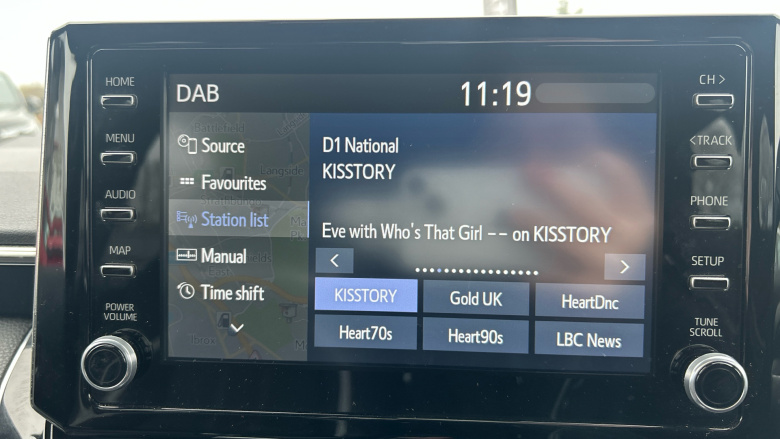 HOME
MENU
AUDIO
MAP
POWER
VOLUME
DAB
11:19
Source
Favourites
Station list
Manual
Time shift
D1 National
KISSTORY
Eve with Who's That Girl -- on KISSTORY
KISSTORY
Gold UK
HeartDnc
Heart70s
Heart90s
LBC News
CH >
<TRACK
PHONE
SETUP
TUNE
SCROLL
Langside
Ibrox